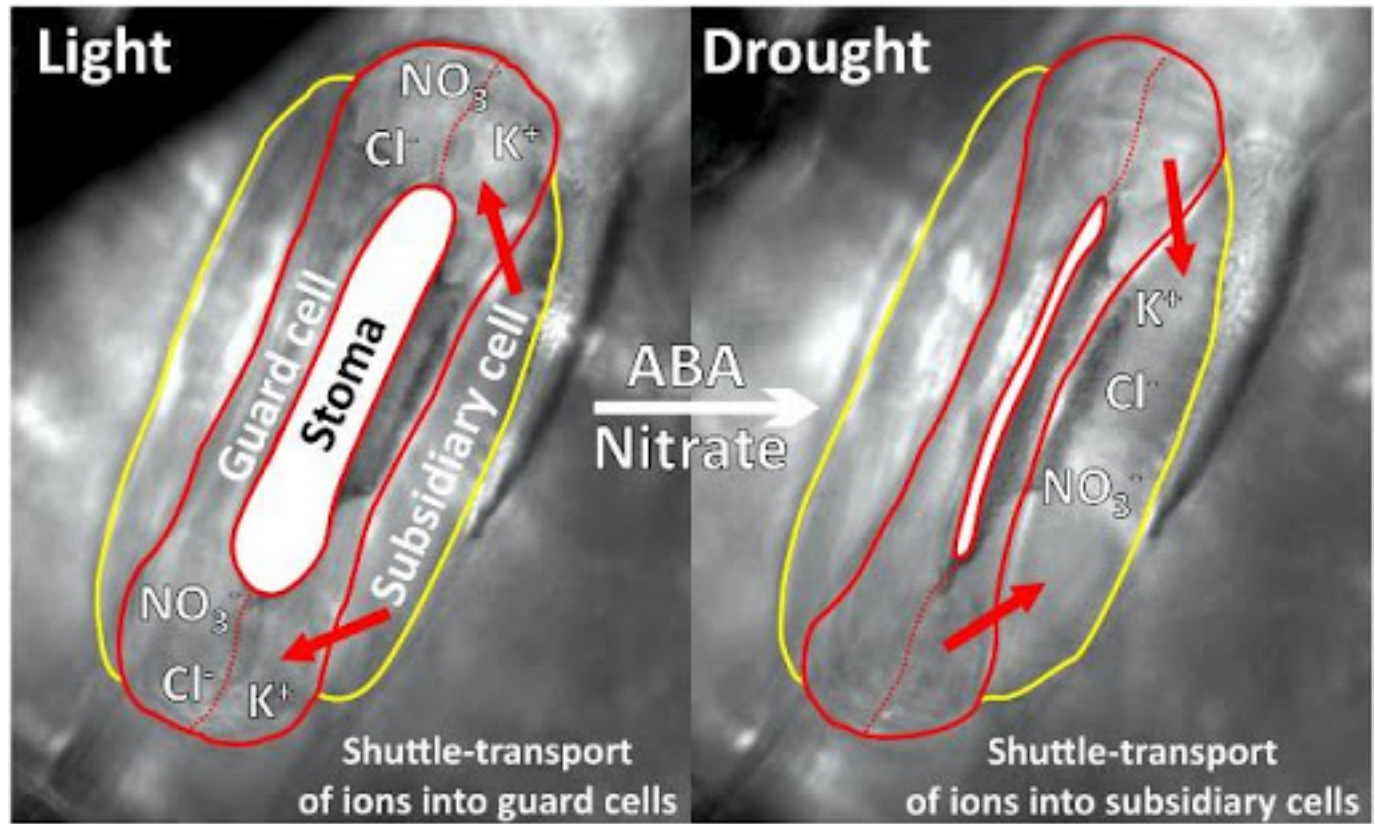 Light
NO₃⁻
Cl⁻
K⁺
Guard cell
Stoma
Subsidiary cell
NO₃⁻
Cl⁻
K⁺
Shuttle-transport
of ions into guard cells
ABA
Nitrate
Drought
K⁺
Cl⁻
NO₃⁻
Shuttle-transport
of ions into subsidiary cells